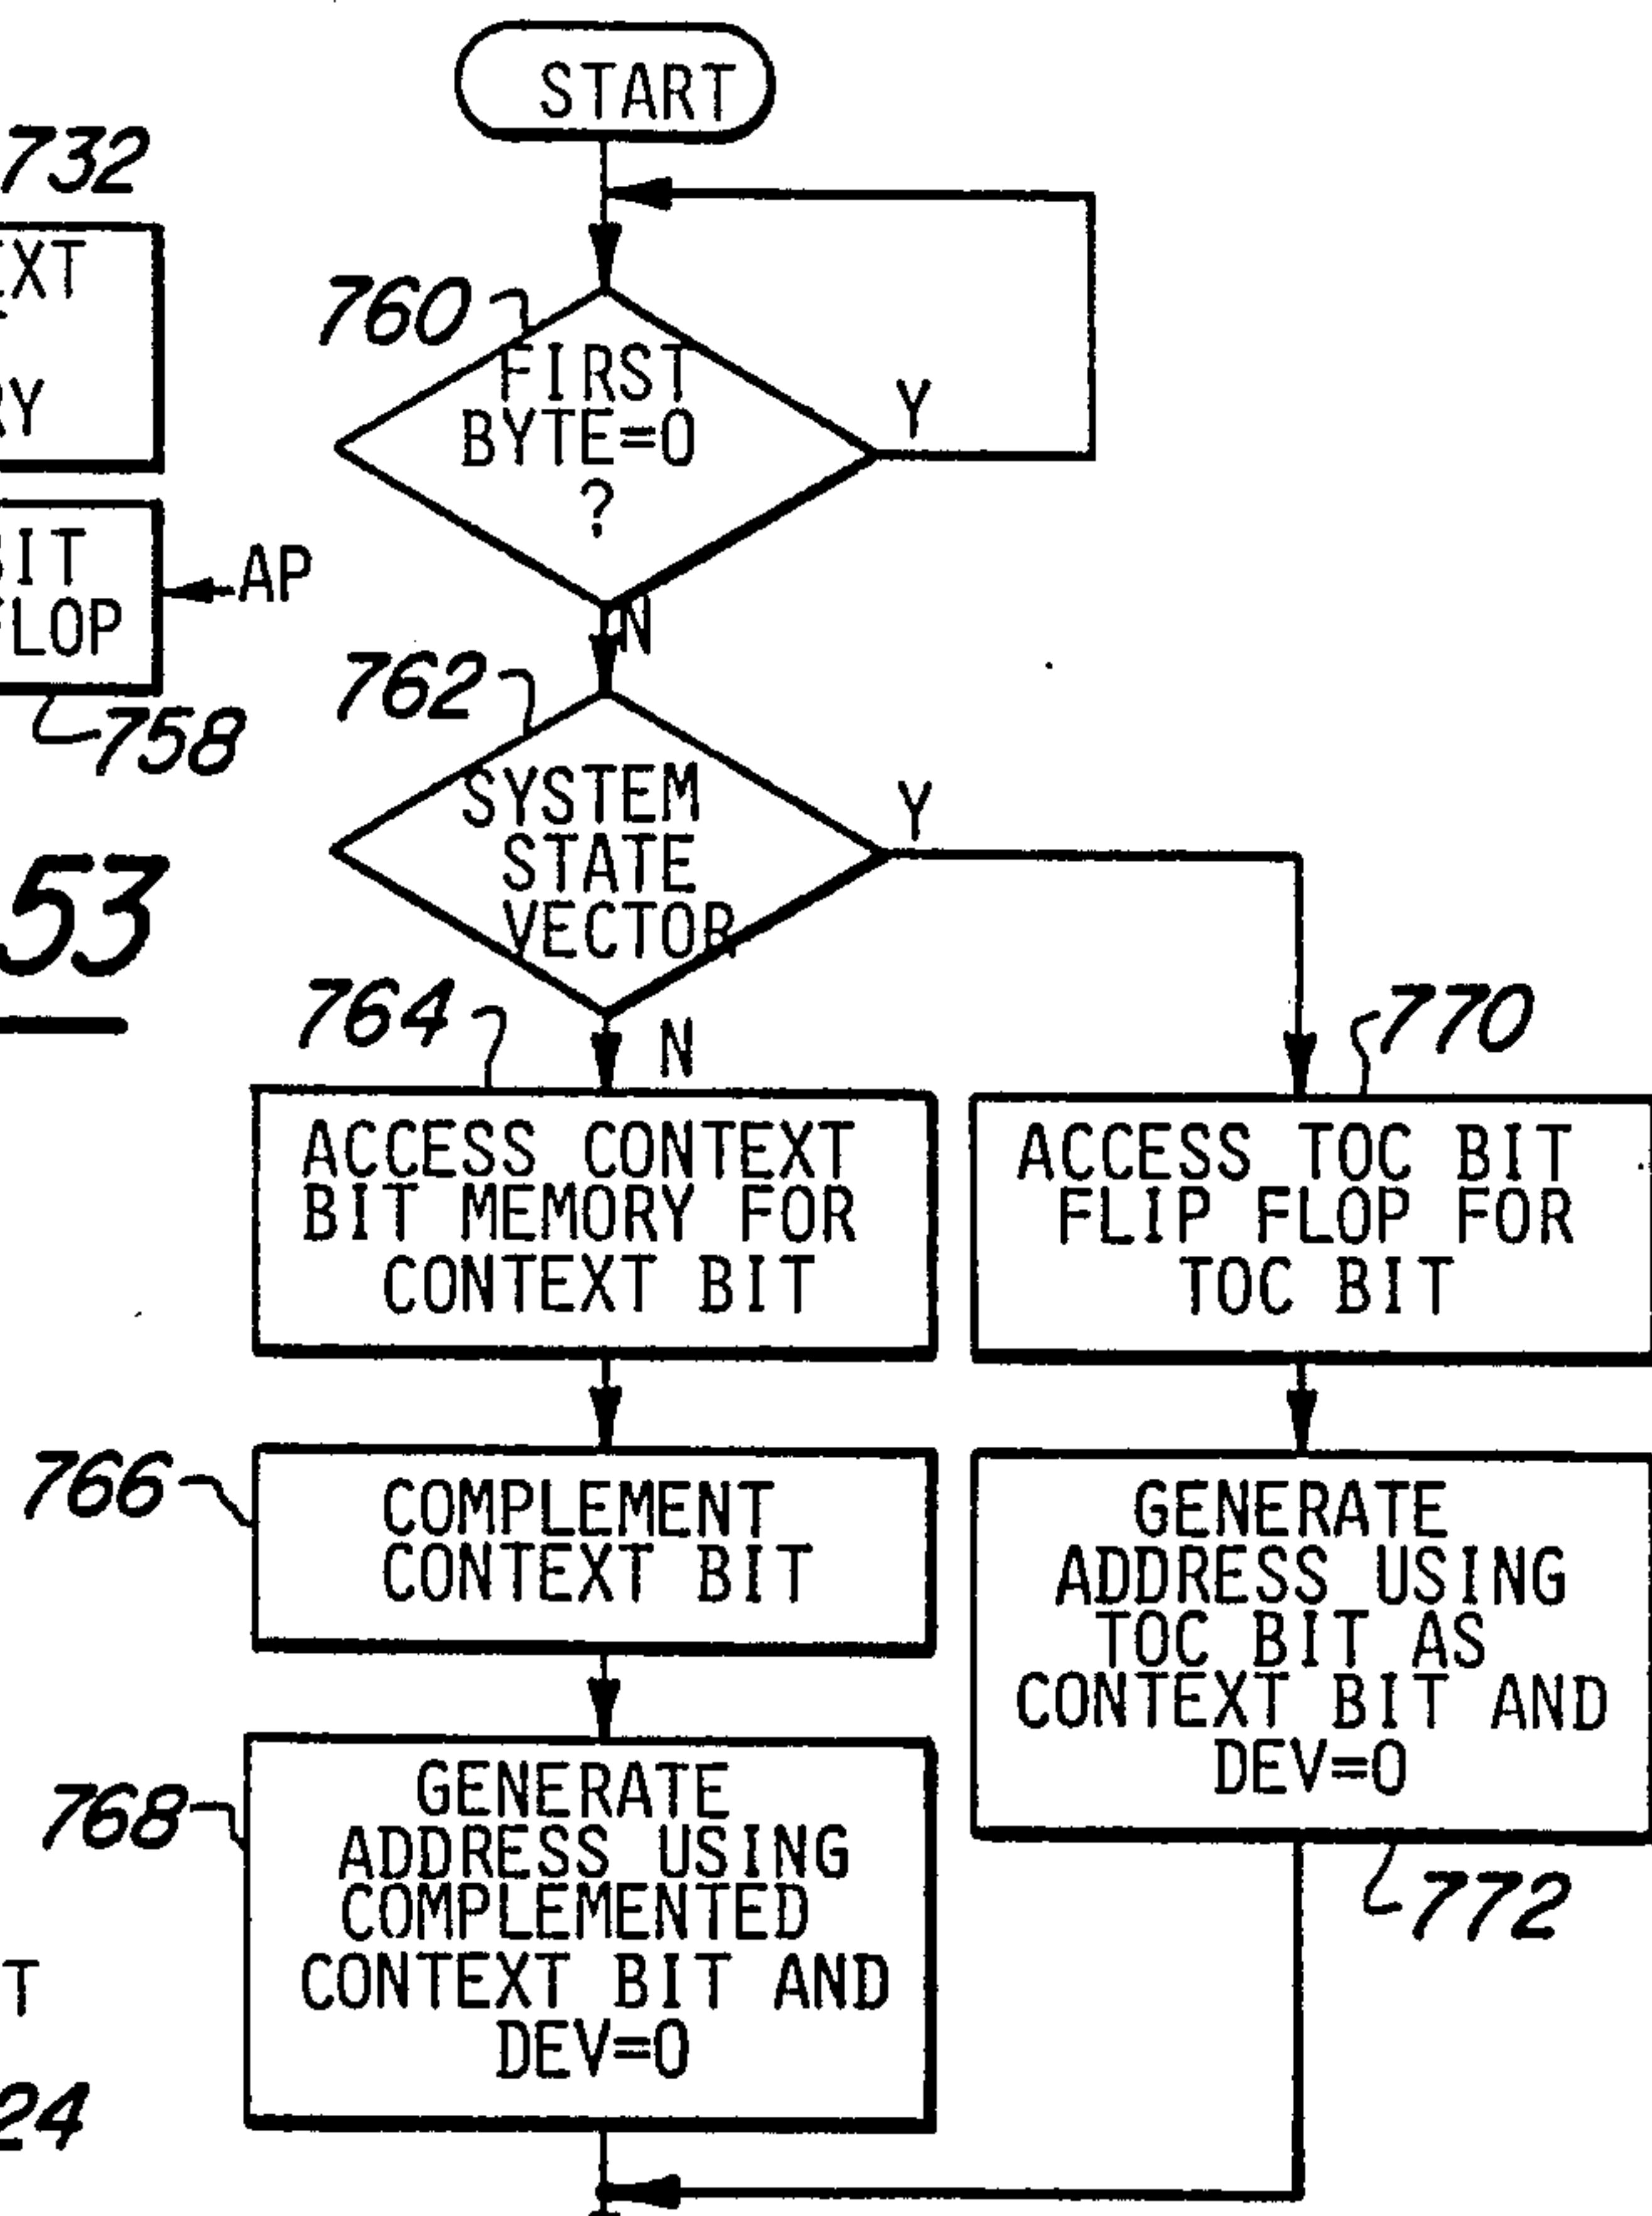 START
732
760
FIRST
BYTE=0
?
Y
N
AP
758
53
762
SYSTEM
STATE
VECTOR
Y
N
764
ACCESS CONTEXT
BIT MEMORY FOR
CONTEXT BIT
770
ACCESS TOC BIT
FLIP FLOP FOR
TOC BIT
766
COMPLEMENT
CONTEXT BIT
GENERATE
ADDRESS USING
TOC BIT AS
CONTEXT BIT AND
DEV=0
772
768
GENERATE
ADDRESS USING
COMPLEMENTED
CONTEXT BIT AND
DEV=0
T
24